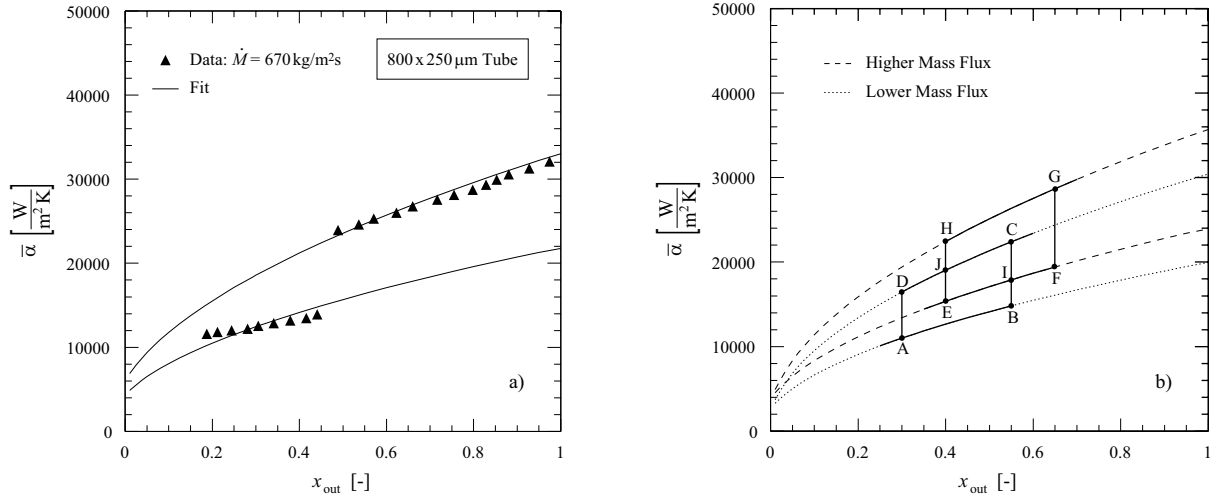 50000
40000
30000
20000
10000
0
0
0.2
0.4
0.6
0.8
1
α̅ [W/m² K]
x_out [-]
Data: Ṁ = 670 kg/m²s
Fit
800 x 250 µm Tube
a)
50000
40000
30000
20000
10000
0
0
0.2
0.4
0.6
0.8
1
α̅ [W/m² K]
x_out [-]
Higher Mass Flux
Lower Mass Flux
G
H
C
J
D
I
F
E
B
A
b)